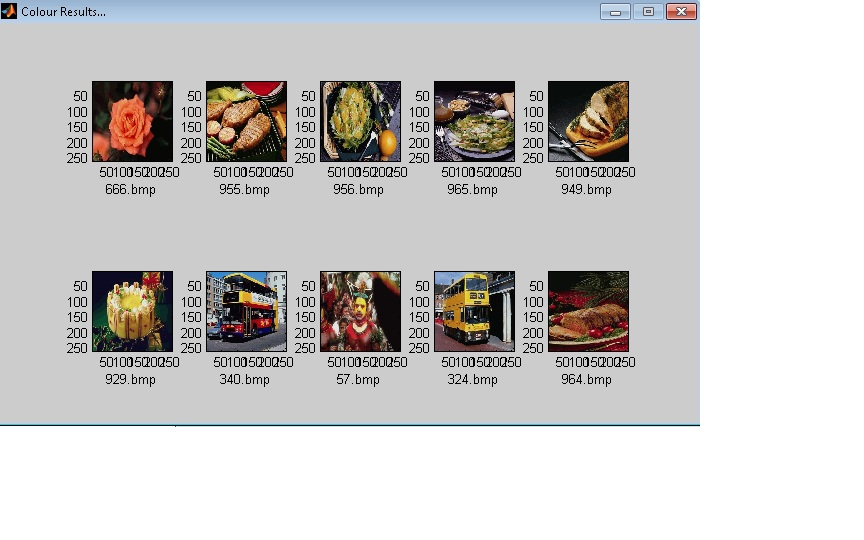 Colour Results...
50 50 50 50 50
100 100 100 100 100
150 150 150 150 150
200 200 200 200 200
250 250 250 250 250
50100150200250 50100150200250 50100150200250 50100150200250 50100150200250
666.bmp 955.bmp 956.bmp 965.bmp 949.bmp
50 50 50 50 50
100 100 100 100 100
150 150 150 150 150
200 200 200 200 200
250 250 250 250 250
50100150200250 50100150200250 50100150200250 50100150200250 50100150200250
929.bmp 340.bmp 57.bmp 324.bmp 964.bmp